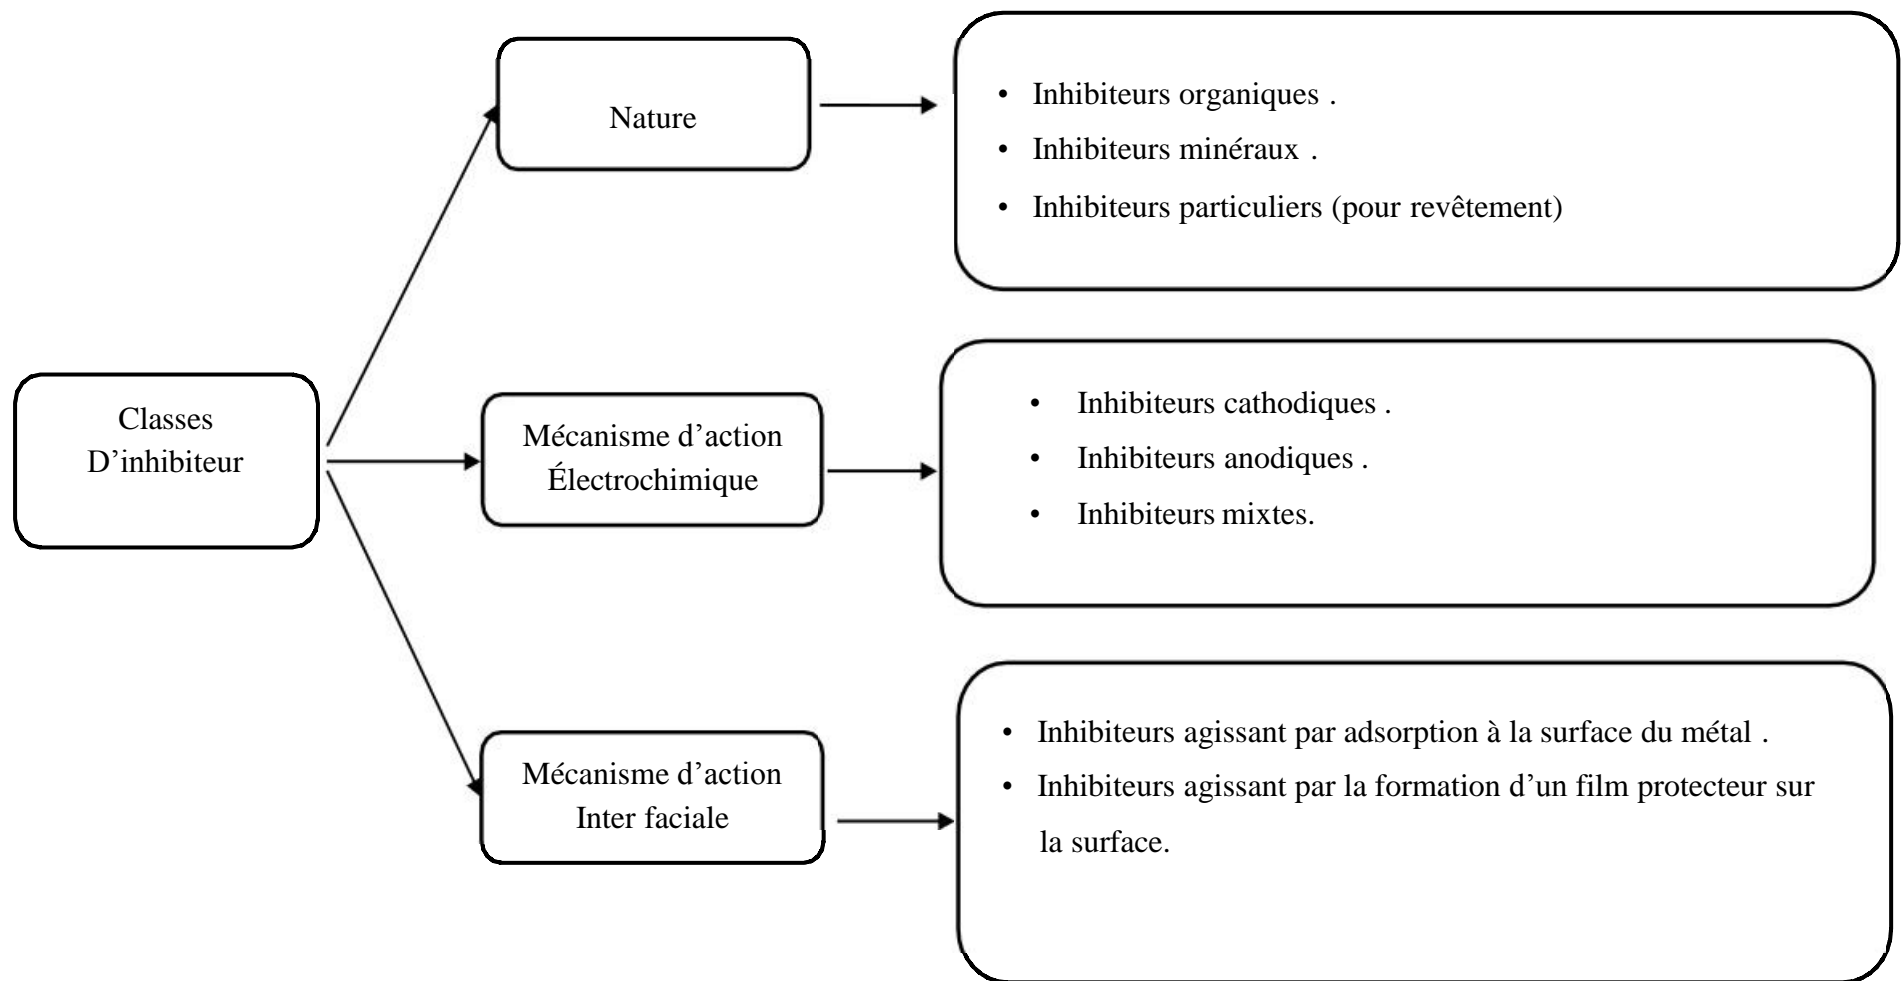 Nature
• Inhibiteurs organiques .
• Inhibiteurs minéraux .
• Inhibiteurs particuliers (pour revêtement)
Classes
D’inhibiteur
Mécanisme d’action
Électrochimique
• Inhibiteurs cathodiques .
• Inhibiteurs anodiques .
• Inhibiteurs mixtes.
Mécanisme d’action
Inter faciale
• Inhibiteurs agissant par adsorption à la surface du métal .
• Inhibiteurs agissant par la formation d’un film protecteur sur
la surface.